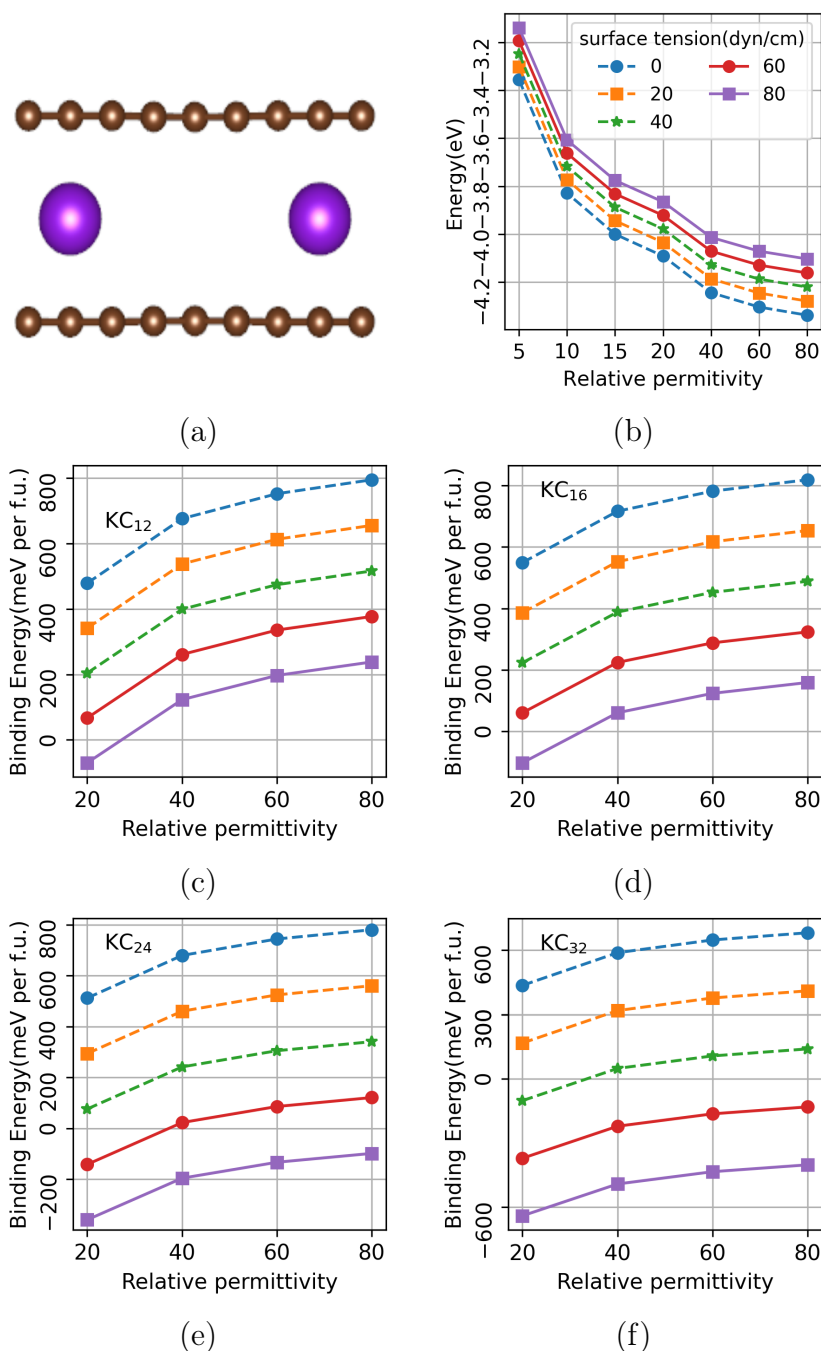 surface tension(dyn/cm)
0 60
20 80
40
Energy(eV)
−3.2
−3.4
−3.6
−3.8
−4.0
−4.2
5 10 15 20 40 60 80
Relative permitivity
(a) (b)
Binding Energy(meV per f.u.)
800
600
400
200
0
KC12
20 40 60 80
Relative permittivity
(c)
Binding Energy(meV per f.u.)
800
600
400
200
0
KC16
20 40 60 80
Relative permittivity
(d)
Binding Energy(meV per f.u.)
800
600
400
200
0
−200
KC24
20 40 60 80
Relative permittivity
(e)
Binding Energy(meV per f.u.)
600
300
0
−600
KC32
20 40 60 80
Relative permittivity
(f)